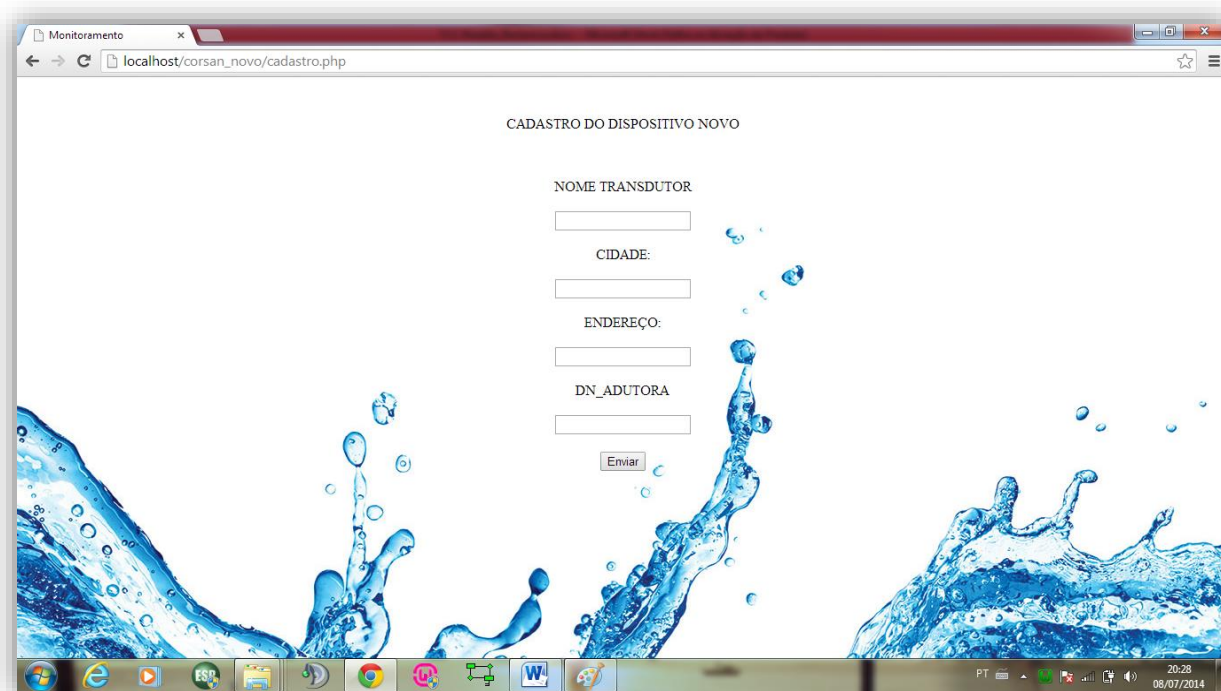 Monitoramento
localhost/corsan_novo/cadastro.php
CADASTRO DO DISPOSITIVO NOVO
NOME TRANSDUTOR
CIDADE:
ENDEREÇO:
DN_ADUTORA
Enviar
ESP
W
PT
20:28
08/07/2014